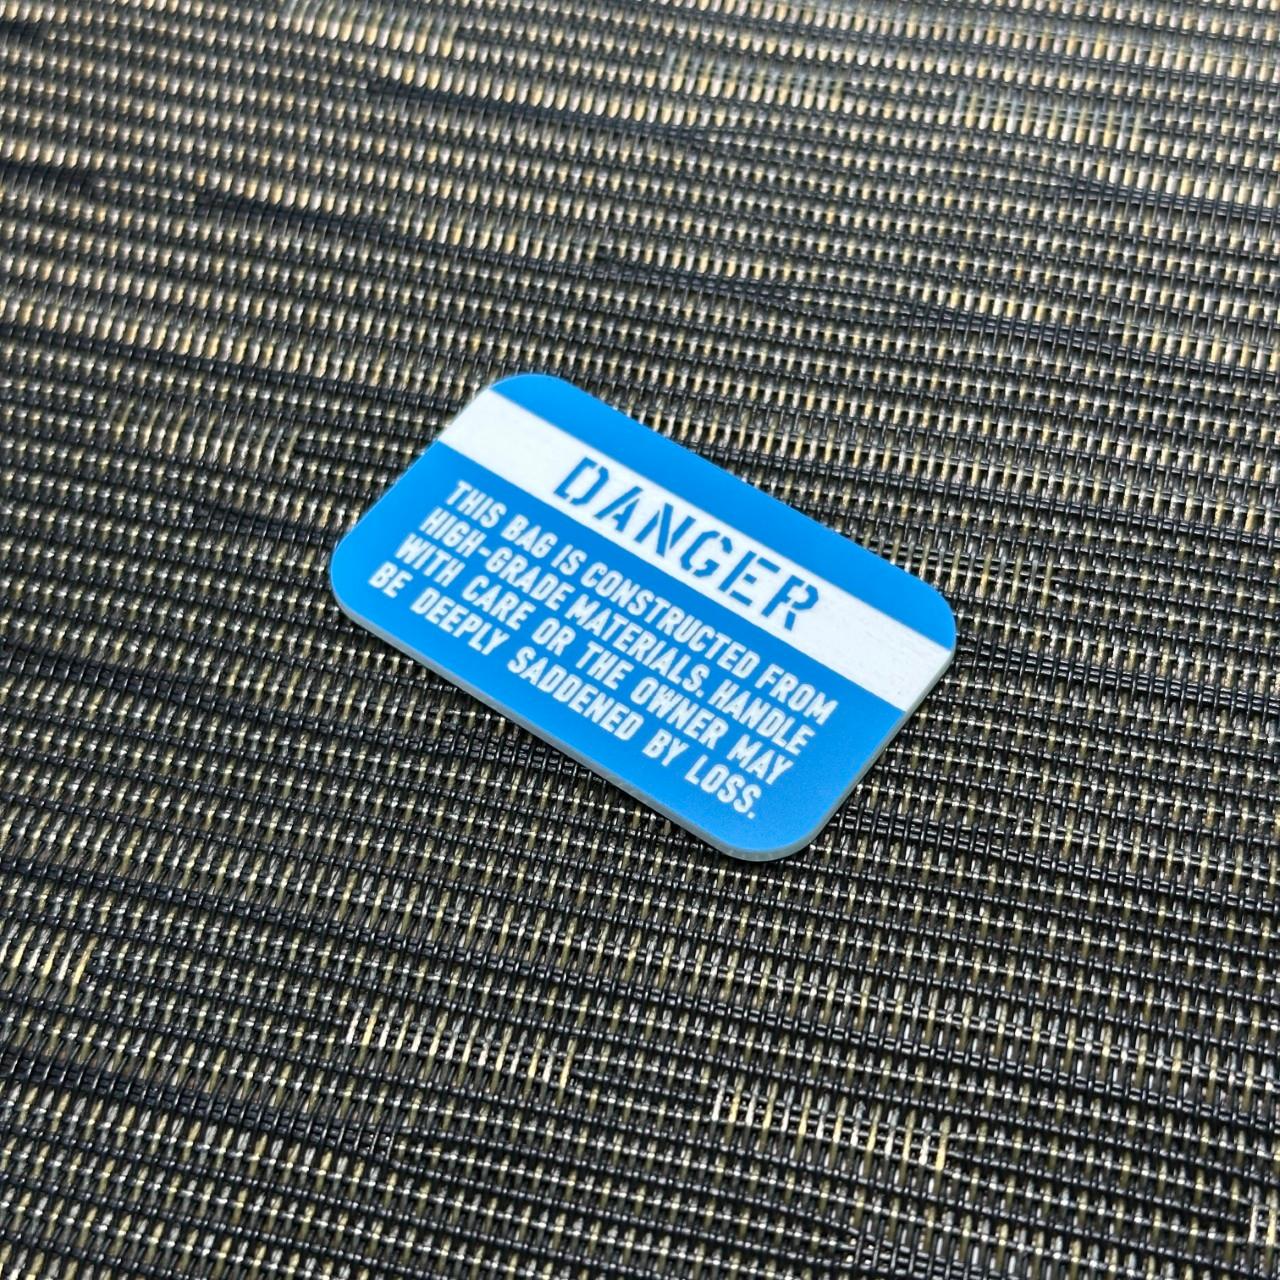 DANGER
THIS BAG IS CONSTRUCTED FROM
HIGH-GRADE MATERIALS. HANDLE
WITH CARE OR THE OWNER MAY
BE DEEPLY SADDENED BY LOSS.